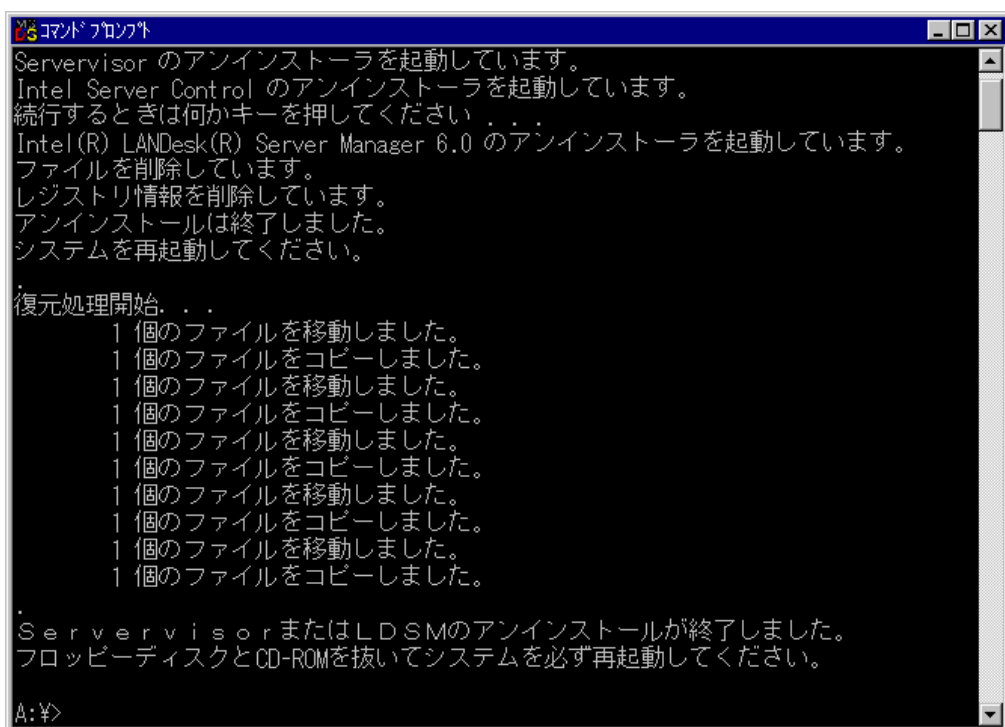 コマンド プロンプト
Servervisor のアンインストーラを起動しています。
Intel Server Control のアンインストーラを起動しています。
続行するときは何かキーを押してください . . .
Intel(R) LANDesk(R) Server Manager 6.0 のアンインストーラを起動しています。
ファイルを削除しています。
レジストリ情報を削除しています。
アンインストールは終了しました。
システムを再起動してください。
.
復元処理開始. . .
1 個のファイルを移動しました。
1 個のファイルをコピーしました。
1 個のファイルを移動しました。
1 個のファイルをコピーしました。
1 個のファイルを移動しました。
1 個のファイルをコピーしました。
1 個のファイルを移動しました。
1 個のファイルをコピーしました。
1 個のファイルを移動しました。
1 個のファイルをコピーしました。
.
ＳｅｒｖｅｒｖｉｓｏｒまたはＬＤＳＭのアンインストールが終了しました。
フロッピーディスクとCD-ROMを抜いてシステムを必ず再起動してください。
A:¥>